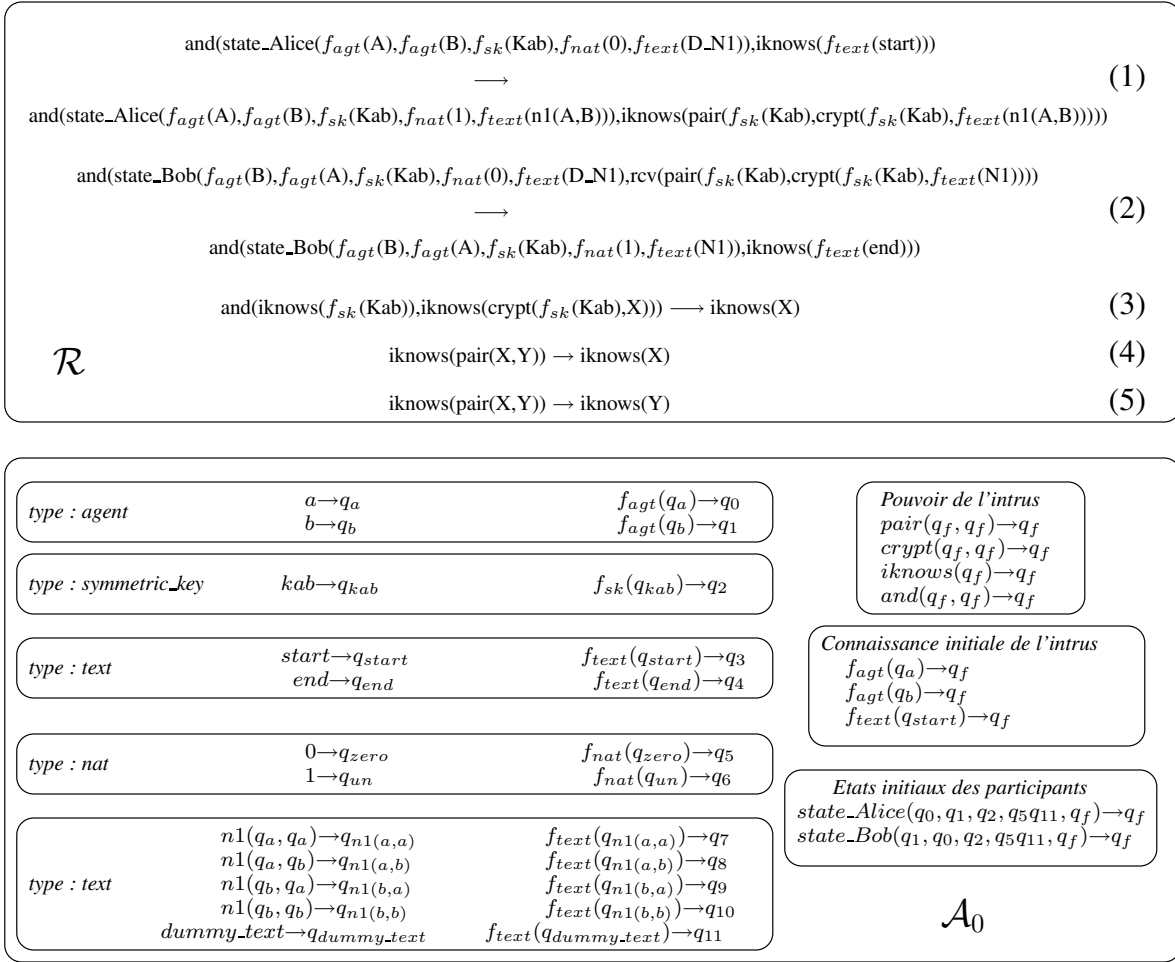 and(state_Alice(f_agt(A),f_agt(B),f_sk(Kab),f_nat(0),f_text(D_N1)),iknows(f_text(start)))
⟶ (1)
and(state_Alice(f_agt(A),f_agt(B),f_sk(Kab),f_nat(1),f_text(n1(A,B))),iknows(pair(f_sk(Kab),crypt(f_sk(Kab),f_text(n1(A,B)))))
and(state_Bob(f_agt(B),f_agt(A),f_sk(Kab),f_nat(0),f_text(D_N1),rcv(pair(f_sk(Kab),crypt(f_sk(Kab),f_text(N1))))
⟶ (2)
and(state_Bob(f_agt(B),f_agt(A),f_sk(Kab),f_nat(1),f_text(N1)),iknows(f_text(end)))
and(iknows(f_sk(Kab)),iknows(crypt(f_sk(Kab),X))) ⟶ iknows(X) (3)
iknows(pair(X,Y)) → iknows(X) (4)
ℛ
iknows(pair(X,Y)) → iknows(Y) (5)
type : agent
a→q_a f_agt(q_a)→q_0
b→q_b f_agt(q_b)→q_1
type : symmetric_key kab→q_kab f_sk(q_kab)→q_2
type : text
start→q_start f_text(q_start)→q_3
end→q_end f_text(q_end)→q_4
type : nat
0→q_zero f_nat(q_zero)→q_5
1→q_un f_nat(q_un)→q_6
type : text
n1(q_a, q_a)→q_n1(a,a) f_text(q_n1(a,a))→q_7
n1(q_a, q_b)→q_n1(a,b) f_text(q_n1(a,b))→q_8
n1(q_b, q_a)→q_n1(b,a) f_text(q_n1(b,a))→q_9
n1(q_b, q_b)→q_n1(b,b) f_text(q_n1(b,b))→q_10
dummy_text→q_dummy_text f_text(q_dummy_text)→q_11
Pouvoir de l'intrus
pair(q_f, q_f)→q_f
crypt(q_f, q_f)→q_f
iknows(q_f)→q_f
and(q_f, q_f)→q_f
Connaissance initiale de l'intrus
f_agt(q_a)→q_f
f_agt(q_b)→q_f
f_text(q_start)→q_f
Etats initiaux des participants
state_Alice(q_0, q_1, q_2, q_5q_11, q_f)→q_f
state_Bob(q_1, q_0, q_2, q_5q_11, q_f)→q_f
𝒜_0